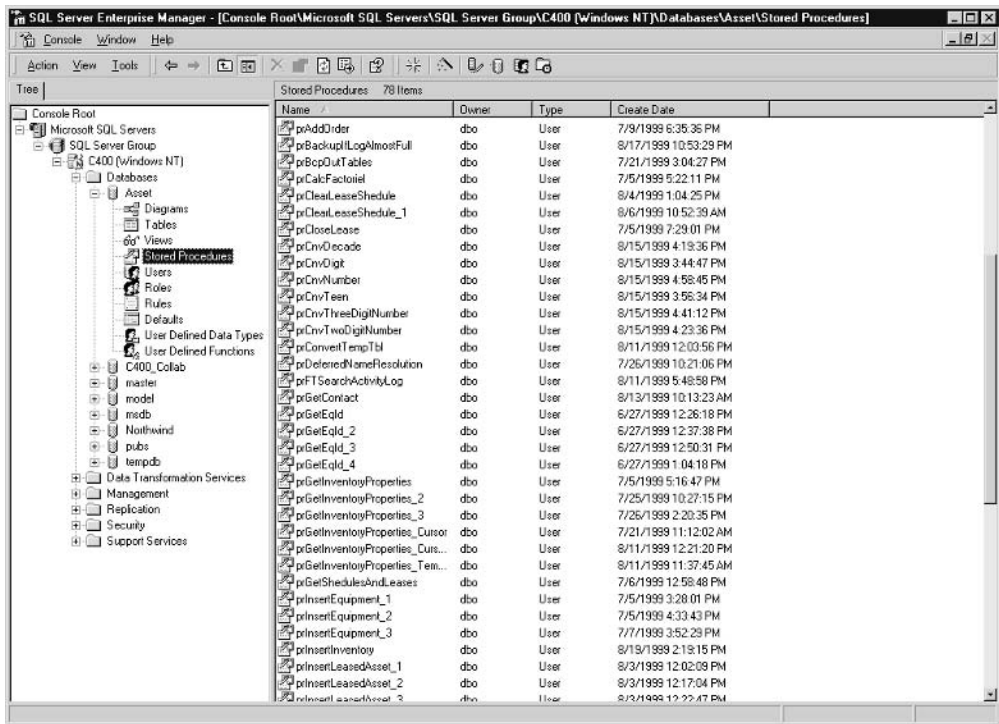 SQL Server Enterprise Manager - [Console Root\Microsoft SQL Servers\SQL Server Group\C400 (Windows NT)\Databases\Asset\Stored Procedures]
Console Window Help
Action View Tools
Tree
Stored Procedures 78 Items
Console Root
Microsoft SQL Servers
SQL Server Group
C400 (Windows NT)
Databases
Asset
Diagrams
Tables
Views
Stored Procedures
Users
Roles
Rules
Defaults
User Defined Data Types
User Defined Functions
C400_Collab
master
model
msdb
Northwind
pubs
tempdb
Data Transformation Services
Management
Replication
Security
Support Services
Name Owner Type Create Date
prAddOrder dbo User 7/9/1999 6:35:36 PM
prBackupIfLogAlmostFull dbo User 8/17/1999 10:53:29 PM
prBcpOutTables dbo User 7/21/1999 3:04:27 PM
prCalcFactoriel dbo User 7/5/1999 5:22:11 PM
prClearLeaseShedule dbo User 8/4/1999 1:04:25 PM
prClearLeaseShedule_1 dbo User 8/6/1999 10:52:39 AM
prCloseLease dbo User 7/5/1999 7:29:01 PM
prCnvDecade dbo User 8/15/1999 4:19:36 PM
prCnvDigit dbo User 8/15/1999 3:44:47 PM
prCnvNumber dbo User 8/15/1999 4:58:45 PM
prCnvTeen dbo User 8/15/1999 3:56:34 PM
prCnvThreeDigitNumber dbo User 8/15/1999 4:41:12 PM
prCnvTwoDigitNumber dbo User 8/15/1999 4:23:36 PM
prConvertTempTbl dbo User 8/11/1999 12:03:56 PM
prDeferredNameResolution dbo User 7/26/1999 10:21:06 PM
prFTSearchActivityLog dbo User 8/11/1999 5:48:58 PM
prGetContact dbo User 8/13/1999 10:13:23 AM
prGetEqId dbo User 6/27/1999 12:26:18 PM
prGetEqId_2 dbo User 6/27/1999 12:37:38 PM
prGetEqId_3 dbo User 6/27/1999 12:50:31 PM
prGetEqId_4 dbo User 6/27/1999 1:04:18 PM
prGetInventoryProperties dbo User 7/5/1999 5:16:47 PM
prGetInventoryProperties_2 dbo User 7/25/1999 10:27:15 PM
prGetInventoryProperties_3 dbo User 7/26/1999 2:20:35 PM
prGetInventoryProperties_Cursor dbo User 7/21/1999 11:12:02 AM
prGetInventoryProperties_Curs... dbo User 8/11/1999 12:21:20 PM
prGetInventoryProperties_Tem... dbo User 8/11/1999 11:37:45 AM
prGetShedulesAndLeases dbo User 7/6/1999 12:58:48 PM
prInsertEquipment_1 dbo User 7/5/1999 3:28:01 PM
prInsertEquipment_2 dbo User 7/5/1999 4:33:43 PM
prInsertEquipment_3 dbo User 7/7/1999 3:52:29 PM
prInsertInventory dbo User 8/19/1999 2:19:15 PM
prInsertLeasedAsset_1 dbo User 8/3/1999 12:02:09 PM
prInsertLeasedAsset_2 dbo User 8/3/1999 12:17:04 PM
prInsertLeasedAsset_3 dbo User 8/3/1999 12:22:47 PM